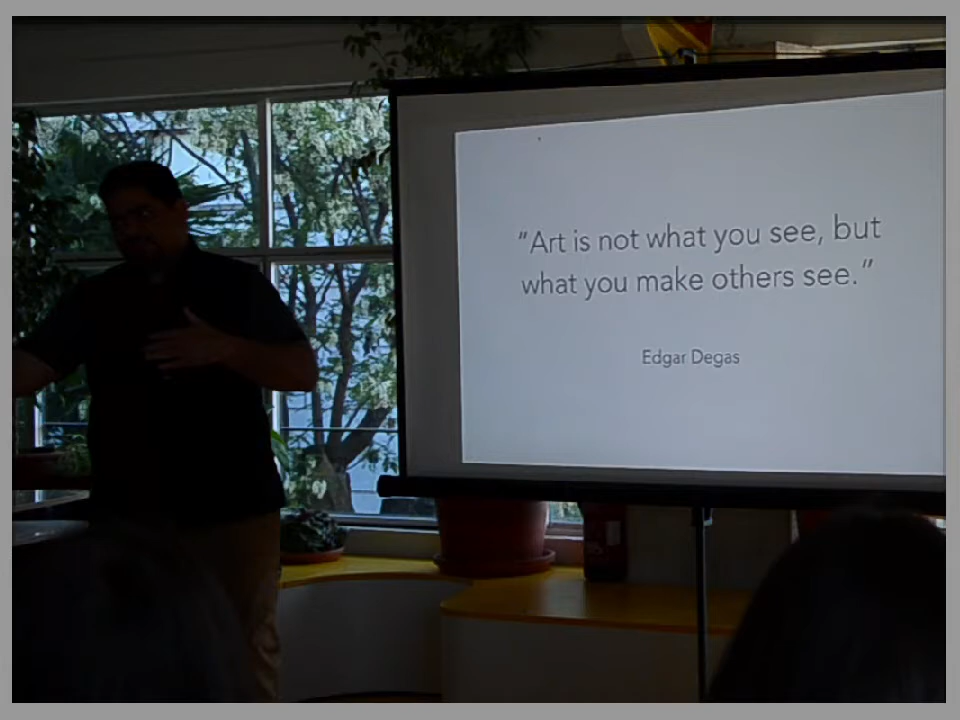 "Art is not what you see, but
what you make others see."
Edgar Degas